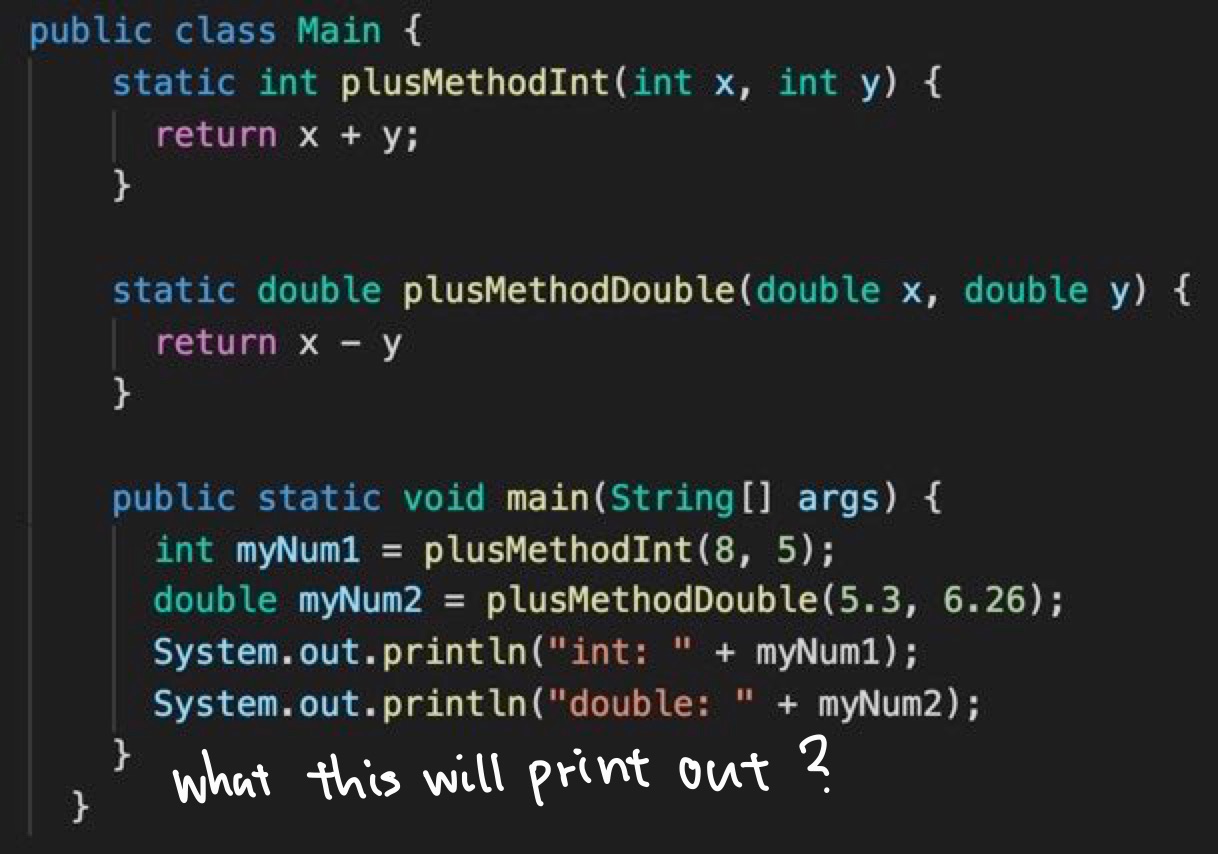 public class Main {
static int plusMethodInt(int x, int y) {
return x + y;
}
static double plusMethodDouble(double x, double y) {
return x - y
}
public static void main(String[] args) {
int myNum1 = plusMethodInt(8, 5);
double myNum2 = plusMethodDouble(5.3, 6.26);
System.out.println("int: " + myNum1);
System.out.println("double: " + myNum2);
}
what this will print out ?
}